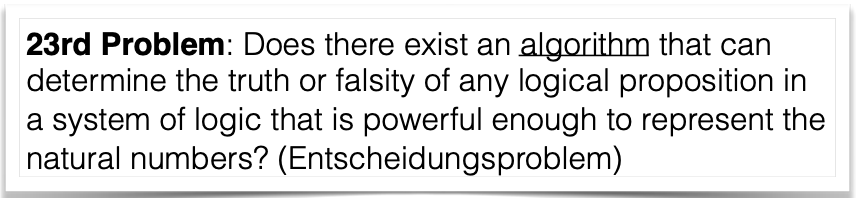 23rd Problem: Does there exist an algorithm that can
determine the truth or falsity of any logical proposition in
a system of logic that is powerful enough to represent the
natural numbers? (Entscheidungsproblem)